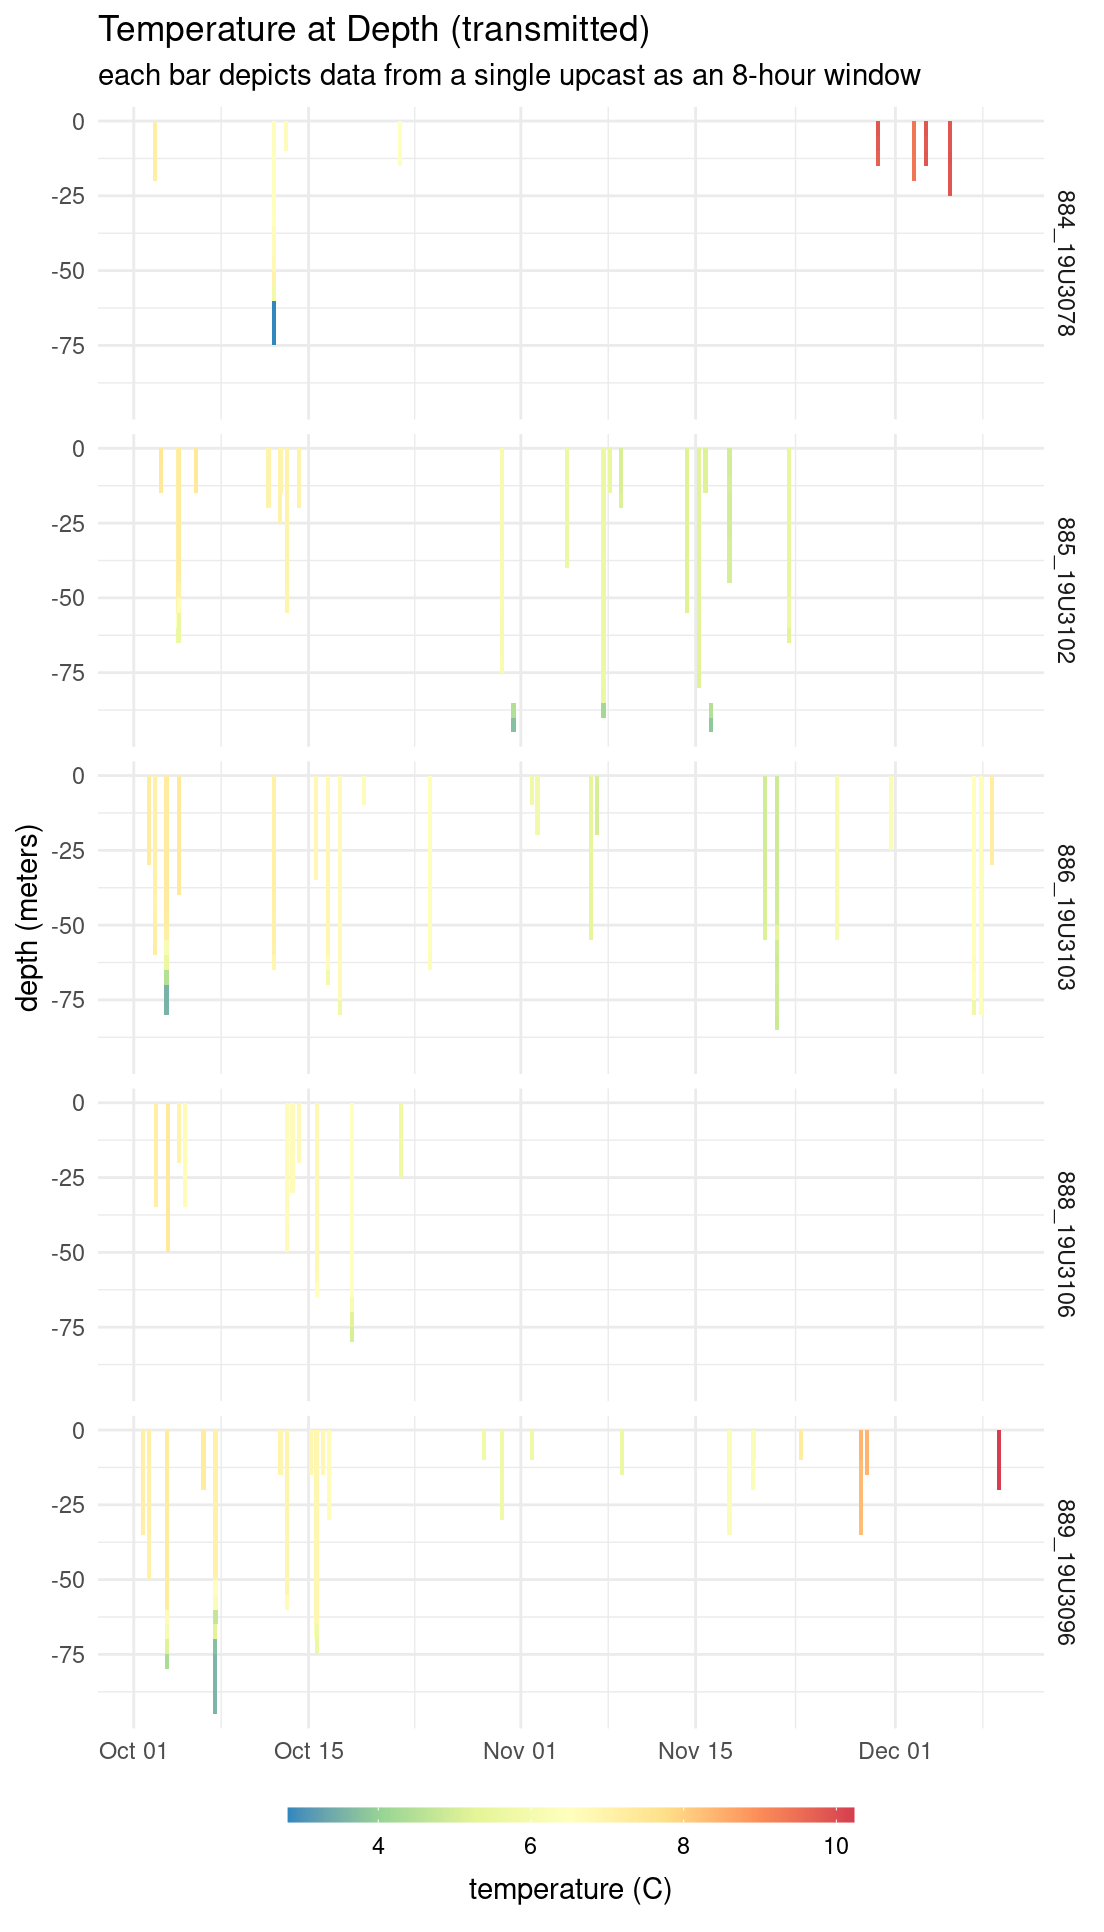 Temperature at Depth (transmitted)
each bar depicts data from a single upcast as an 8-hour window
0
-25
-50
-75
884_19U3078
0
-25
-50
-75
885_19U3102
0
-25
-50
-75
886_19U3103
depth (meters)
0
-25
-50
-75
888_19U3106
0
-25
-50
-75
889_19U3096
Oct 01 Oct 15 Nov 01 Nov 15 Dec 01
4 6 8 10
temperature (C)